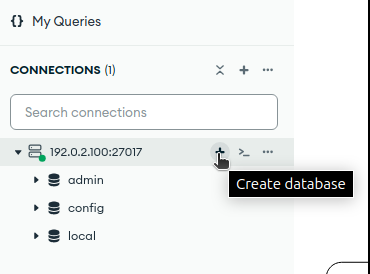 {} My Queries
CONNECTIONS (1)
Search connections
192.0.2.100:27017
Create database
admin
config
local